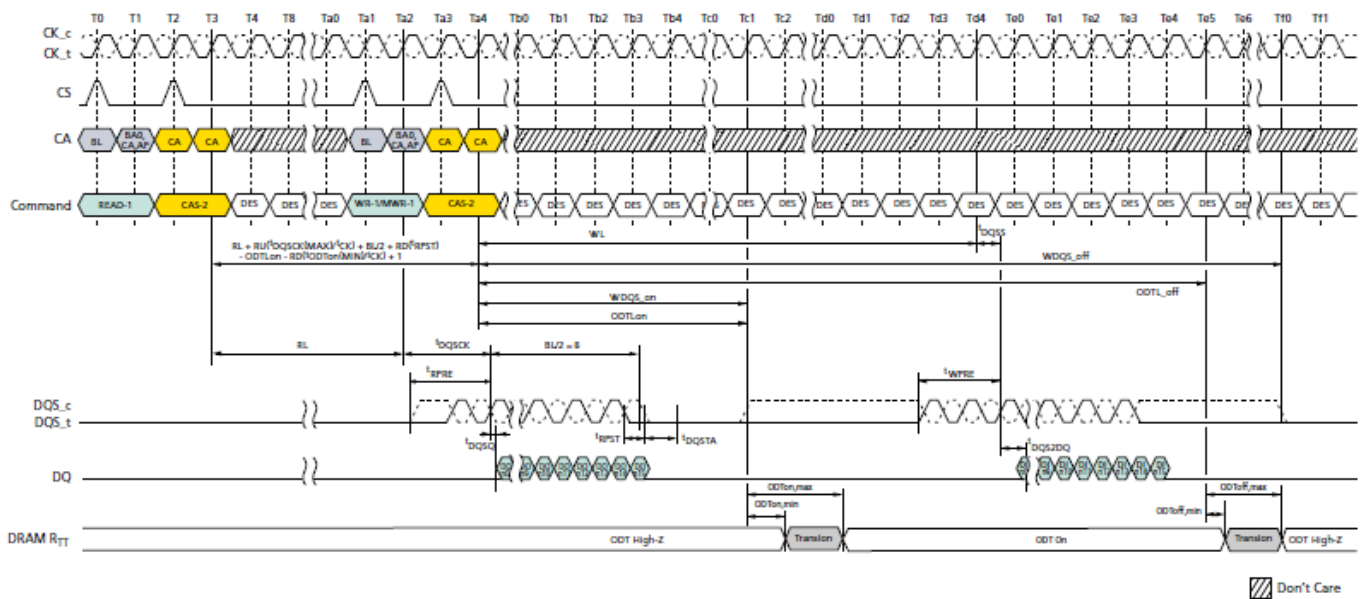 T0 T1 T2 T3 T4 T8 Ta0 Ta1 Ta2 Ta4 Tb0 Tb1 Tb2 Tb3 Tb4 Tc0 Tc1 Tc2 Td0 Td1 Td2 Td3 Td4 Te0 Te1 Te2 Te3 Te4 Te5 Te6 Tf0 Tf1
CK_c
CK_t
CS
CA BL BA0, CA,AP CA CA BL BA0, CA,AP CA CA
Command READ-1 CAS-2 DES DES DES WR-1/MWR-1 CAS-2 DES DES DES DES DES DES DES DES DES DES DES DES DES DES DES DES DES DES DES DES DES DES
WL tDQSS
RL + RU(tDQSCK(MAX)/tCK) + BL/2 + RD(tRPST)
- ODTLon - RD(tODTon(MIN)/tCK) + 1
WDQS_off
ODTL_off
WDQS_on
ODTLon
RL tDQSCK BL/2 = 8
tRPRE tWPRE
DQS_c
DQS_t
tDQSQ tRPST tDQSTA tDQS2DQ
DQ
ODTon,max ODToff,max
ODTon,min ODToff,min
DRAM RTT ODT High-Z Transion ODT On Transion ODT High-Z
Don't Care